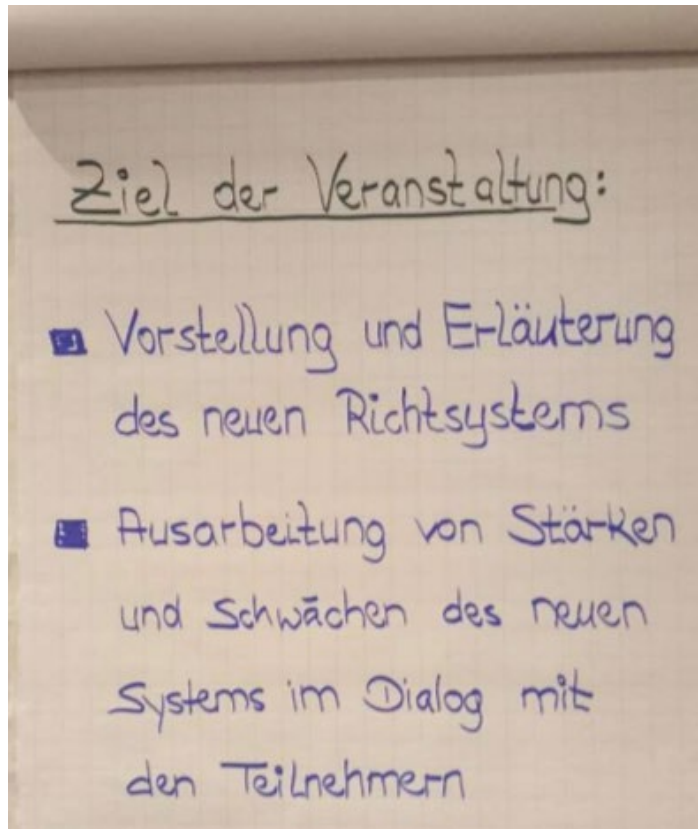 Ziel der Veranstaltung:
Vorstellung und Erläuterung
des neuen Richtsystems
Ausarbeitung von Stärken
und Schwächen des neuen
Systems im Dialog mit
den Teilnehmern